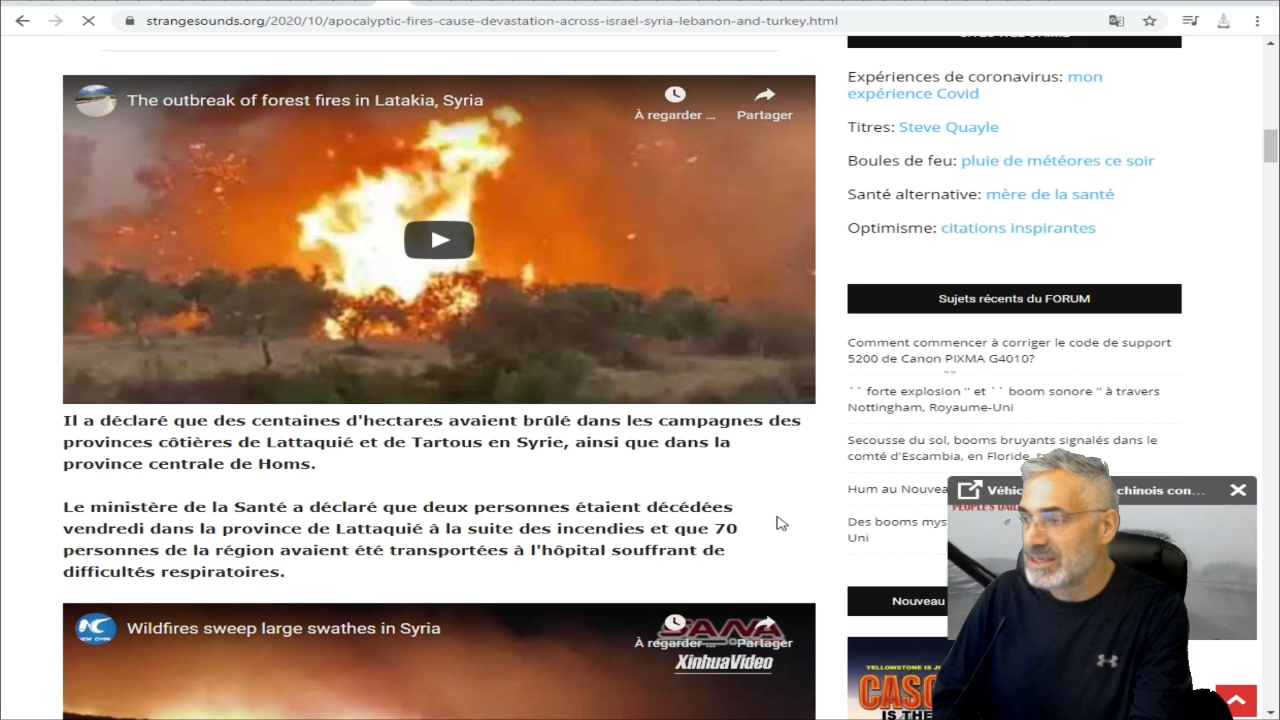 strangesounds.org/2020/10/apocalyptic-fires-cause-devastation-across-israel-syria-lebanon-and-turkey.html
The outbreak of forest fires in Latakia, Syria
À regarder ...
Partager
Il a déclaré que des centaines d'hectares avaient brûlé dans les campagnes des
provinces côtières de Lattaquié et de Tartous en Syrie, ainsi que dans la
province centrale de Homs.
Le ministère de la Santé a déclaré que deux personnes étaient décédées
vendredi dans la province de Lattaquié à la suite des incendies et que 70
personnes de la région avaient été transportées à l'hôpital souffrant de
difficultés respiratoires.
Wildfires sweep large swathes in Syria
À regarder ...
Partager
SANA
XinhuaVideo
Expériences de coronavirus: mon
expérience Covid
Titres: Steve Quayle
Boules de feu: pluie de météores ce soir
Santé alternative: mère de la santé
Optimisme: citations inspirantes
Sujets récents du FORUM
Comment commencer à corriger le code de support
5200 de Canon PIXMA G4010?
`` forte explosion '' et `` boom sonore '' à travers
Nottingham, Royaume-Uni
Secousse du sol, booms bruyants signalés dans le
comté d'Escambia, en Floride,
Hum au Nouvea
Des booms mys
Uni
Véhic chinois con...
PEOPLE'S DAI
Nouveau
YELLOWSTONE IS
CASC
IS THE